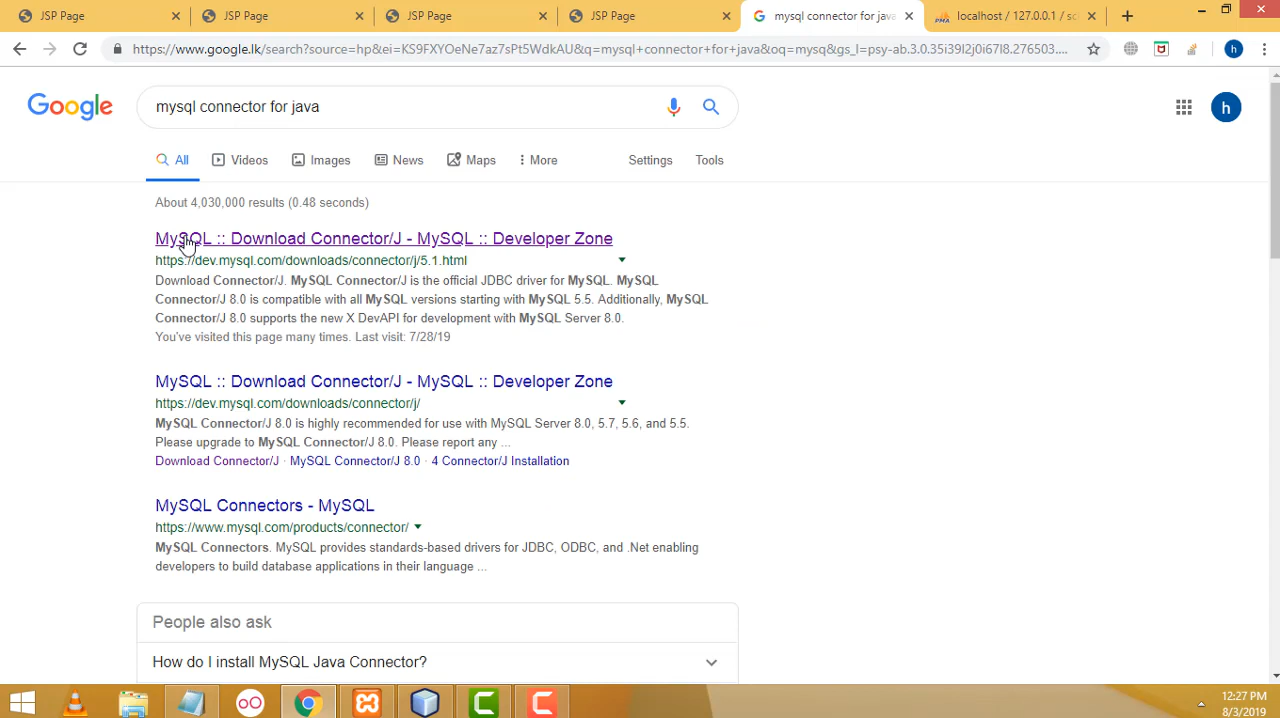 JSP Page
JSP Page
JSP Page
JSP Page
mysql connector for java
localhost / 127.0.0.1 / sc
https://www.google.lk/search?source=hp&ei=KS9FXYOeNe7az7sPt5WdkAU&q=mysql+connector+for+java&oq=mysq&gs_l=psy-ab.3.0.35i39l2j0i67l8.276503....
h
Google
mysql connector for java
h
All
Videos
Images
News
Maps
More
Settings
Tools
About 4,030,000 results (0.48 seconds)
MySQL :: Download Connector/J - MySQL :: Developer Zone
https://dev.mysql.com/downloads/connector/j/5.1.html
Download Connector/J. MySQL Connector/J is the official JDBC driver for MySQL. MySQL
Connector/J 8.0 is compatible with all MySQL versions starting with MySQL 5.5. Additionally, MySQL
Connector/J 8.0 supports the new X DevAPI for development with MySQL Server 8.0.
You've visited this page many times. Last visit: 7/28/19
MySQL :: Download Connector/J - MySQL :: Developer Zone
https://dev.mysql.com/downloads/connector/j/
MySQL Connector/J 8.0 is highly recommended for use with MySQL Server 8.0, 5.7, 5.6, and 5.5.
Please upgrade to MySQL Connector/J 8.0. Please report any ...
Download Connector/J · MySQL Connector/J 8.0 · 4 Connector/J Installation
MySQL Connectors - MySQL
https://www.mysql.com/products/connector/
MySQL Connectors. MySQL provides standards-based drivers for JDBC, ODBC, and .Net enabling
developers to build database applications in their language ...
People also ask
How do I install MySQL Java Connector?
12:27 PM
8/3/2019